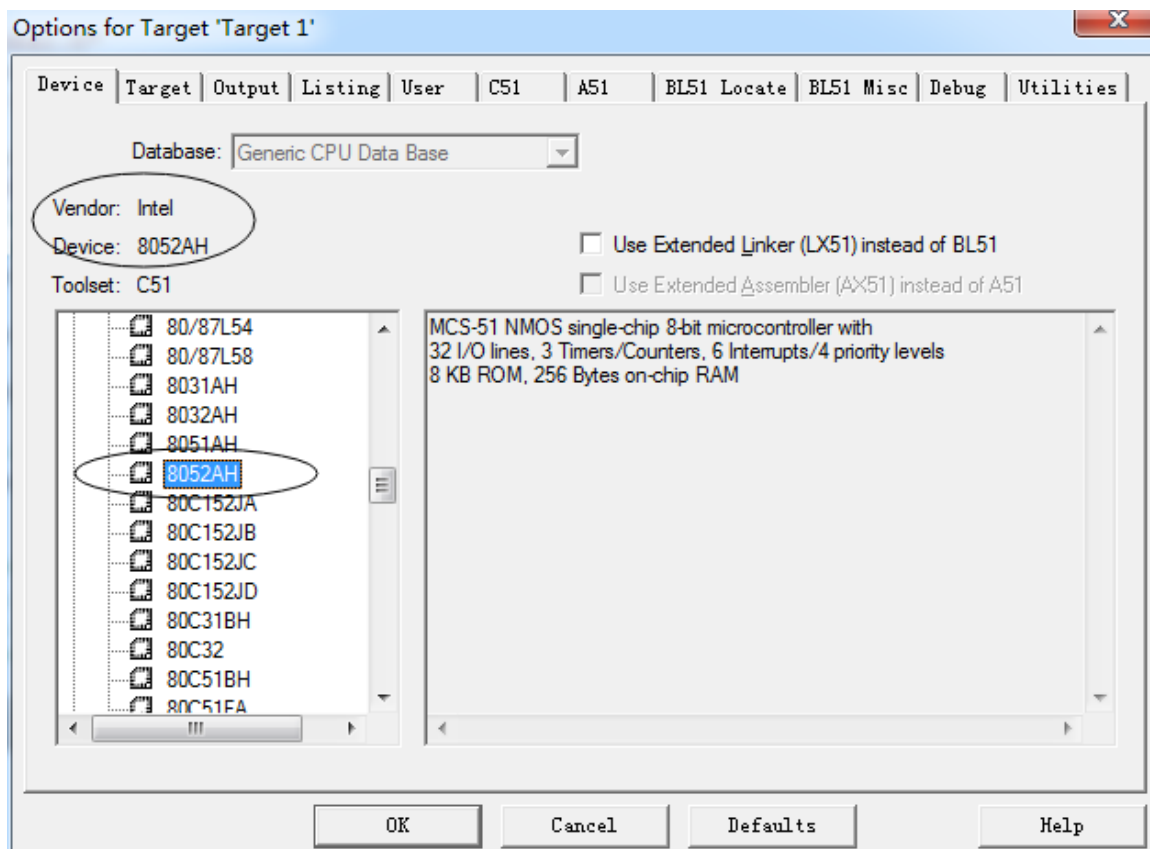 Options for Target 'Target 1'
Device Target Output Listing User C51 A51 BL51 Locate BL51 Misc Debug Utilities
Database: Generic CPU Data Base
Vendor: Intel
Device: 8052AH
Toolset: C51
Use Extended Linker (LX51) instead of BL51
Use Extended Assembler (AX51) instead of A51
80/87L54
80/87L58
8031AH
8032AH
8051AH
8052AH
80C152JA
80C152JB
80C152JC
80C152JD
80C31BH
80C32
80C51BH
80C51FA
MCS-51 NMOS single-chip 8-bit microcontroller with
32 I/O lines, 3 Timers/Counters, 6 Interrupts/4 priority levels
8 KB ROM, 256 Bytes on-chip RAM
OK Cancel Defaults Help